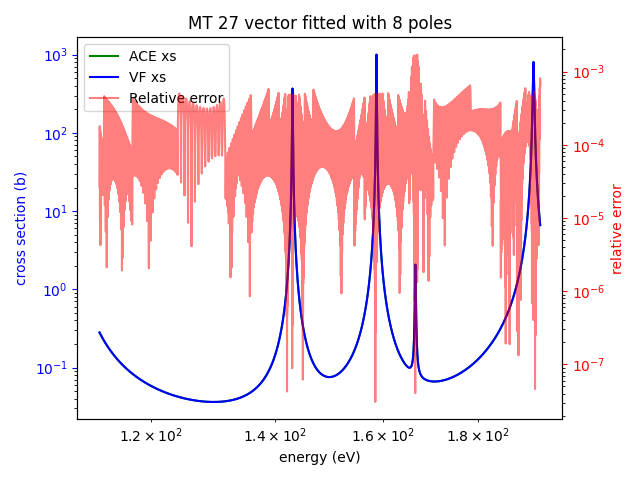 MT 27 vector fitted with 8 poles
ACE xs
VF xs
Relative error
cross section (b)
10³
10²
10¹
10⁰
10⁻¹
relative error
10⁻³
10⁻⁴
10⁻⁵
10⁻⁶
10⁻⁷
1.2 × 10² 1.4 × 10² 1.6 × 10² 1.8 × 10²
energy (eV)